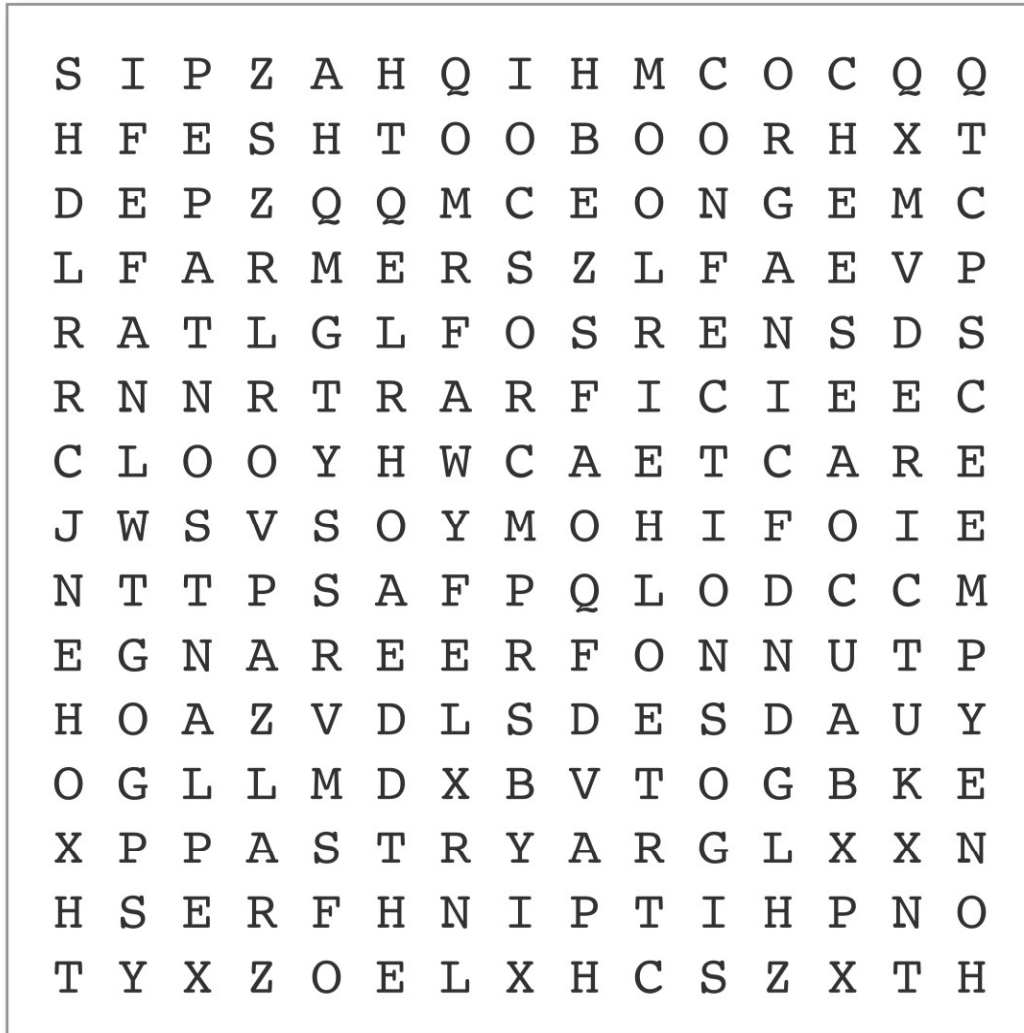 S I P Z A H Q I H M C O C Q Q
H F E S H T O O B O O R H X T
D E P Z Q Q M C E O N G E M C
L F A R M E R S Z L F A E V P
R A T L G L F O S R E N S D S
R N N R T R A R F I C I E E C
C L O O Y H W C A E T C A R E
J W S V S O Y M O H I F O I E
N T T P S A F P Q L O D C C M
E G N A R E E R F O N N U T P
H O A Z V D L S D E S D A U Y
O G L L M D X B V T O G B K E
X P P A S T R Y A R G L X X N
H S E R F H N I P T I H P N O
T Y X Z O E L X H C S Z X T H